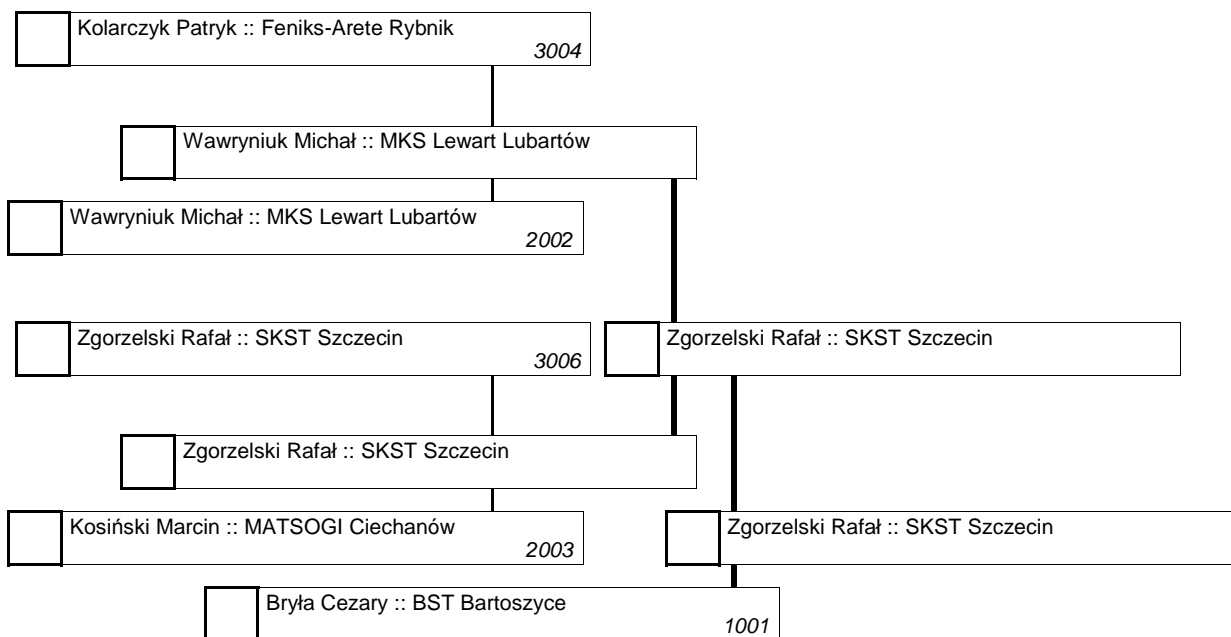 Kolarczyk Patryk :: Feniks-Arete Rybnik
3004
Wawryniuk Michał :: MKS Lewart Lubartów
Wawryniuk Michał :: MKS Lewart Lubartów
2002
Zgorzelski Rafał :: SKST Szczecin
3006
Zgorzelski Rafał :: SKST Szczecin
Zgorzelski Rafał :: SKST Szczecin
Kosiński Marcin :: MATSOGI Ciechanów
2003
Zgorzelski Rafał :: SKST Szczecin
Bryła Cezary :: BST Bartoszyce
1001